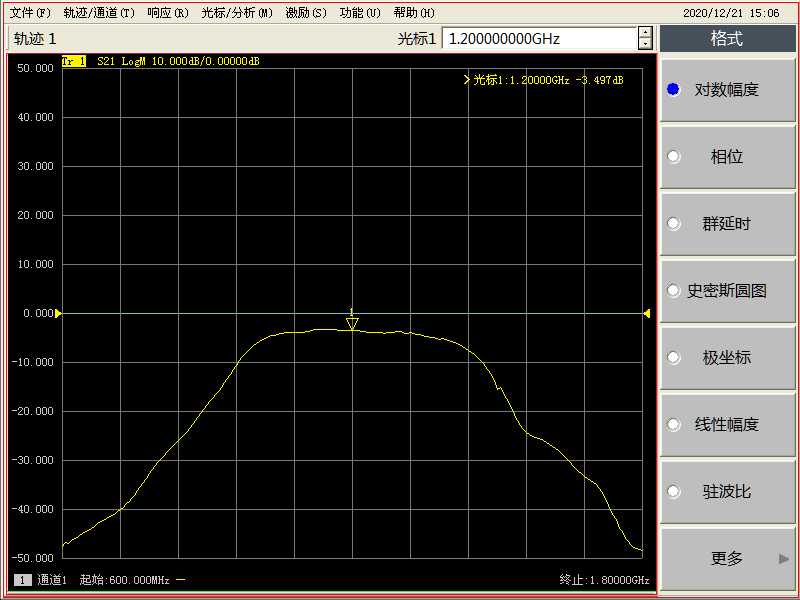 文件(F) 轨迹/通道(T) 响应(R) 光标/分析(M) 激励(S) 功能(U) 帮助(H) 2020/12/21 15:06
轨迹 1 光标1 1.200000000GHz 格式
Tr 1 S21 LogM 10.000dB/0.00000dB
>光标1:1.20000GHz -3.497dB
50.000
40.000
30.000
20.000
10.000
0.000
-10.000
-20.000
-30.000
-40.000
-50.000
1
1 通道1 起始:600.000MHz — 终止:1.80000GHz
对数幅度
相位
群延时
史密斯圆图
极坐标
线性幅度
驻波比
更多